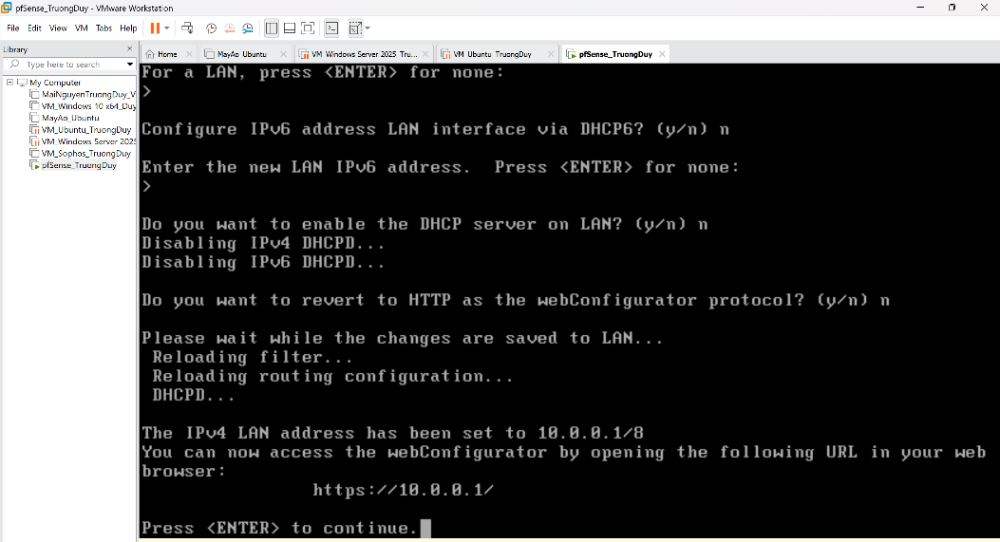 pfSense_TruongDuy - VMware Workstation
File Edit View VM Tabs Help
Library
Type here to search
Home
MayAo Ubuntu
VM_Windows Server 2025_Tru...
VM_Ubuntu_TruongDuy
pfSense_TruongDuy
My Computer
MaiNguyenTruongDuy_V
VM_Windows 10 x64_Duy
MayAo_Ubuntu
VM_Ubuntu_TruongDuy
VM_Windows Server 2025
VM_Sophos_TruongDuy
pfSense_TruongDuy
For a LAN, press <ENTER> for none:
>
Configure IPv6 address LAN interface via DHCP6? (y/n) n
Enter the new LAN IPv6 address.  Press <ENTER> for none:
>
Do you want to enable the DHCP server on LAN? (y/n) n
Disabling IPv4 DHCPD...
Disabling IPv6 DHCPD...
Do you want to revert to HTTP as the webConfigurator protocol? (y/n) n
Please wait while the changes are saved to LAN...
Reloading filter...
Reloading routing configuration...
DHCPD...
The IPv4 LAN address has been set to 10.0.0.1/8
You can now access the webConfigurator by opening the following URL in your web
browser:
https://10.0.0.1/
Press <ENTER> to continue.